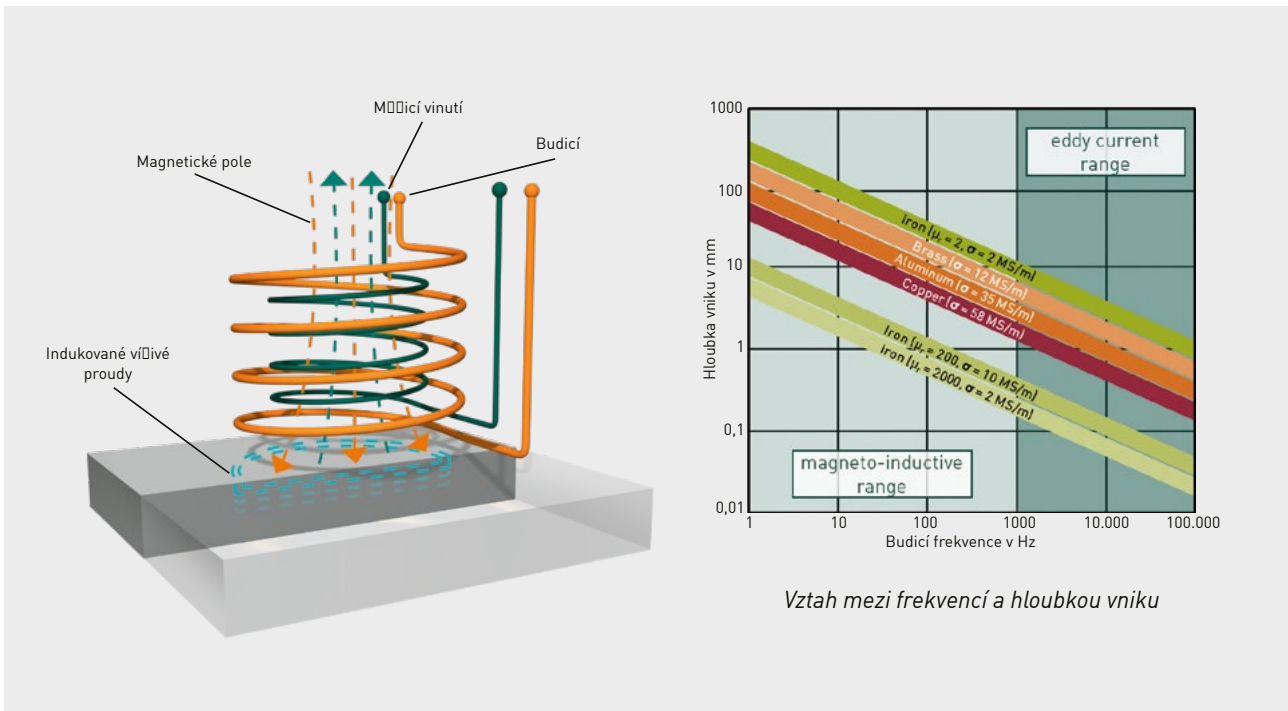 M▯▯icí vinutí
Budicí
Magnetické pole
Indukované ví▯ivé
proudy
1000
100
10
1
0,1
0,01
Hloubka vniku v mm
eddy current
range
Iron (μr = 2, σ = 2 MS/m)
Brass (σ = 12 MS/m)
Aluminum (σ = 35 MS/m)
Copper (σ = 58 MS/m)
Iron (μr = 200, σ = 10 MS/m)
Iron (μr = 2000, σ = 2 MS/m)
magneto-inductive
range
1 10 100 1000 10.000 100.000
Budicí frekvence v Hz
Vztah mezi frekvencí a hloubkou vniku